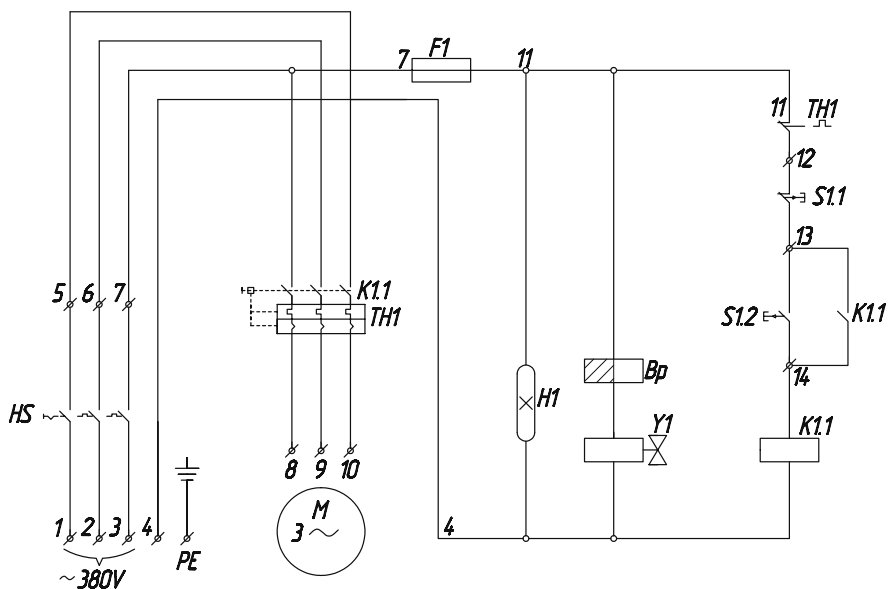 7 F1 11
11 TH1
12
S1.1
13
5 6 7 K1.1
TH1
S1.2 K1.1
14
Bp
H1
HS Y1 K1.1
8 9 10
M
3 ~
1 2 3 4 4
PE
~380V